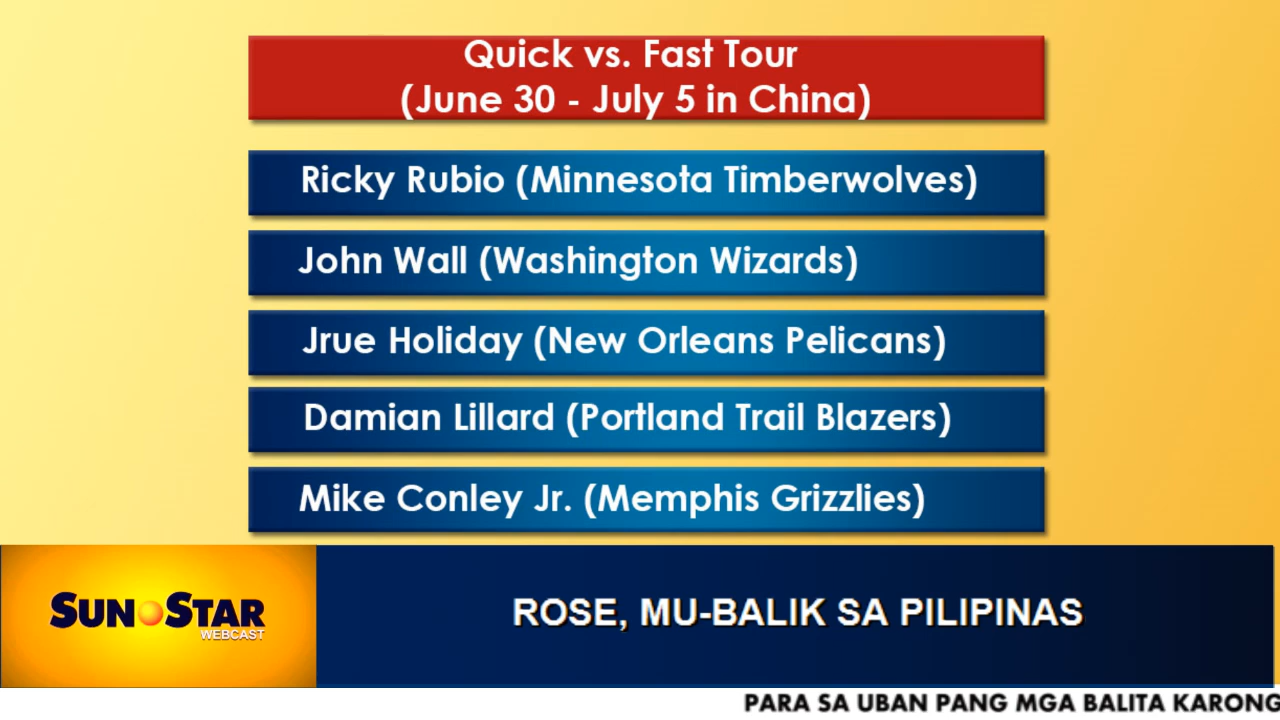 Quick vs. Fast Tour
(June 30 - July 5 in China)
Ricky Rubio (Minnesota Timberwolves)
John Wall (Washington Wizards)
Jrue Holiday (New Orleans Pelicans)
Damian Lillard (Portland Trail Blazers)
Mike Conley Jr. (Memphis Grizzlies)
SUN STAR
WEBCAST
ROSE, MU-BALIK SA PILIPINAS
PARA SA UBAN PANG MGA BALITA KARONG